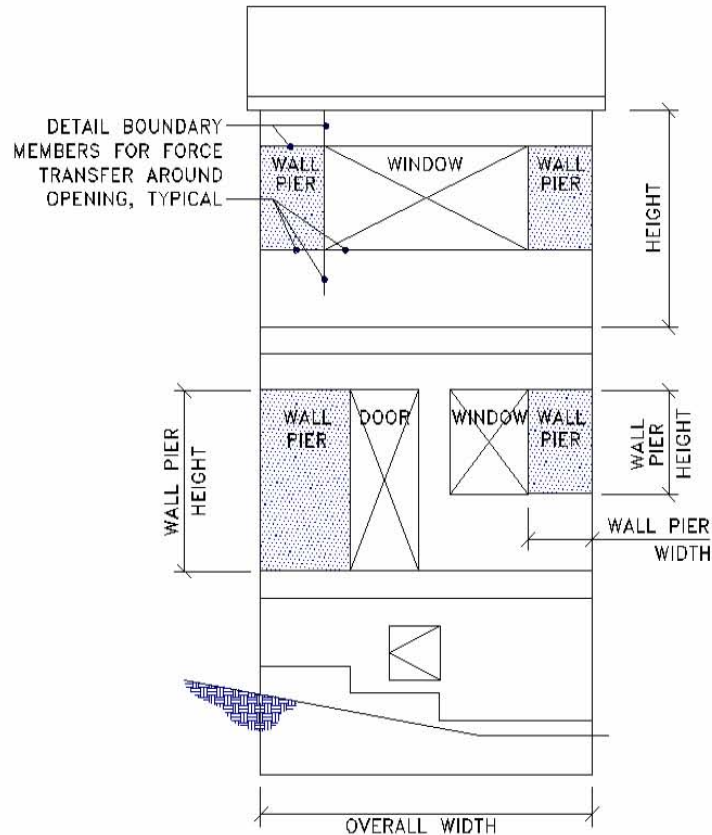 DETAIL BOUNDARY
MEMBERS FOR FORCE
TRANSFER AROUND
OPENING, TYPICAL
WALL
PIER
WINDOW
WALL
PIER
HEIGHT
WALL PIER
HEIGHT
WALL
PIER
DOOR
WINDOW
WALL
PIER
WALL
PIER
HEIGHT
WALL PIER
WIDTH
OVERALL WIDTH